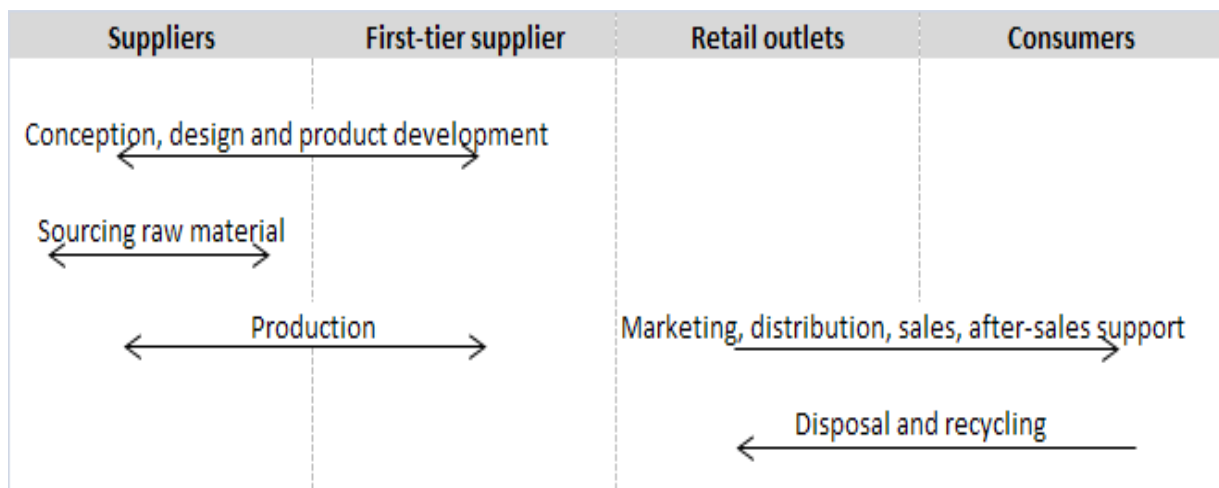 Suppliers First-tier supplier Retail outlets Consumers
Conception, design and product development
Sourcing raw material
Production Marketing, distribution, sales, after-sales support
Disposal and recycling